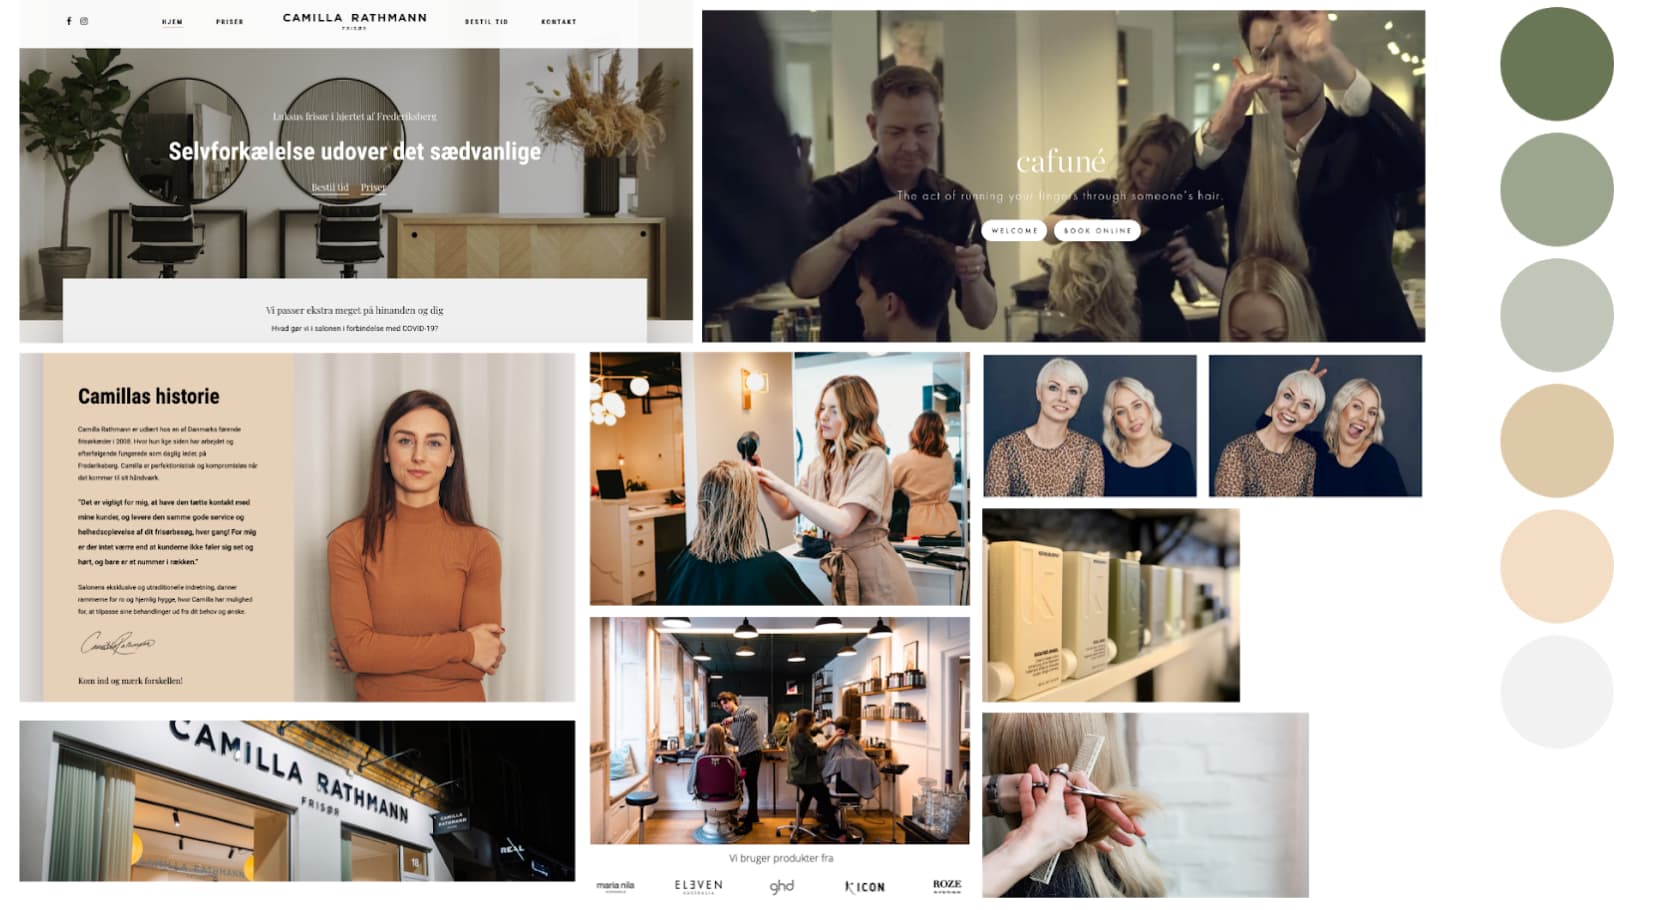 HJEM
PRISER
CAMILLA RATHMANN
FRISØR
BESTIL TID
KONTAKT
Luksus frisør i hjertet af Frederiksberg
Selvforkælelse udover det sædvanlige
Bestil tid Priser
Vi passer ekstra meget på hinanden og dig
Hvad gør vi i salonen i forbindelse med COVID-19?
cafuné
The act of running your fingers through someone's hair.
WELCOME
BOOK ONLINE
Camillas historie
Camilla Rathmann er udlært hos en af Danmarks førende
frisørkæder i 2008. Hvor hun lige siden har arbejdet og
efterfølgende fungerede som daglig leder, på
Frederiksberg. Camilla er perfektionistisk og kompromisløs når
det kommer til sit håndværk.
"Det er vigtigt for mig, at have den tætte kontakt med
mine kunder, og levere den samme gode service og
helhedsoplevelse af dit frisørbesøg, hver gang! For mig
er der intet værre end at kunderne ikke føler sig set og
hørt, og bare er et nummer i rækken."
Salonens eksklusive og utraditionelle indretning, danner
rammerne for ro og hjemlig hygge, hvor Camilla har mulighed
for, at tilpasse sine behandlinger ud fra dit behov og ønske.
Kom ind og mærk forskellen!
CAMILLA RATHMANN
FRISØR
CAMILLA
RATHMANN
REAL
18
CAMILLA RATHMANN
Vi bruger produkter fra
maria nila
ELEVEN
AUSTRALIA
ghd
ICON
ROZE